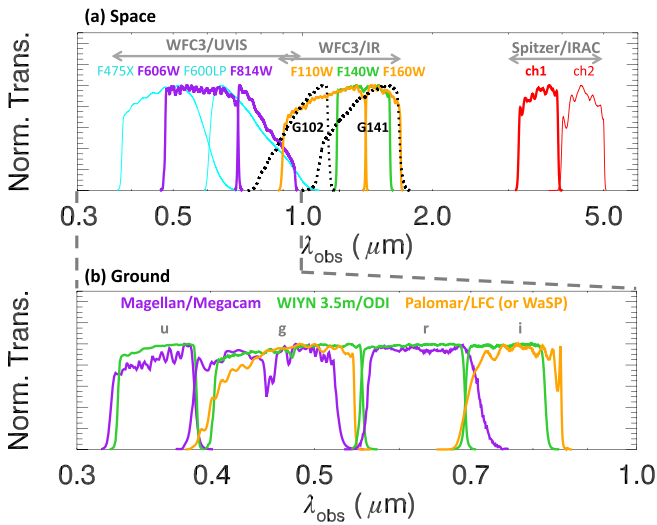 (a) Space
WFC3/UVIS WFC3/IR Spitzer/IRAC
F475X F606W F600LP F814W F110W F140W F160W ch1 ch2
G102 G141
Norm. Trans.
0.3 0.5 1.0 2.0 5.0
λobs (μm)
(b) Ground
Magellan/Megacam WIYN 3.5m/ODI Palomar/LFC (or WaSP)
u g r i
Norm. Trans.
0.3 0.4 0.5 0.7 1.0
λobs (μm)